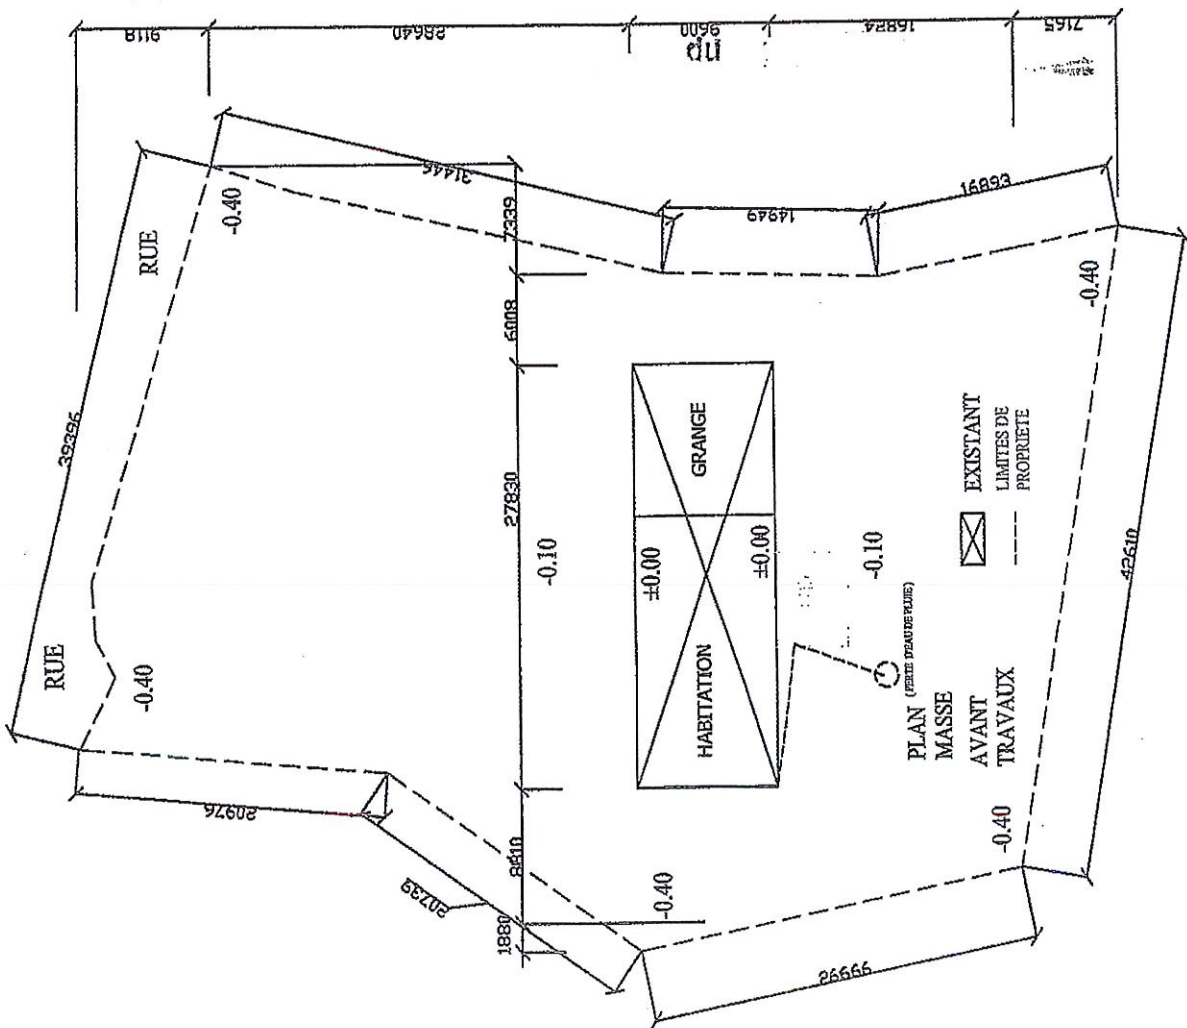 9118
28640
9600
16824
7165
RUE
-0.40
31446
14949
16893
7339
6008
27830
8810
1880
39396
RUE
-0.40
-0.10
GRANGE
HABITATION
±0.00
±0.00
-0.10
-0.40
EXISTANT
LIMITES DE
PROPRIETE
PLAN (PERTE D'EAU DE PLUIE)
MASSE
AVANT
TRAVAUX
-0.40
-0.40
20976
20739
26666
42610